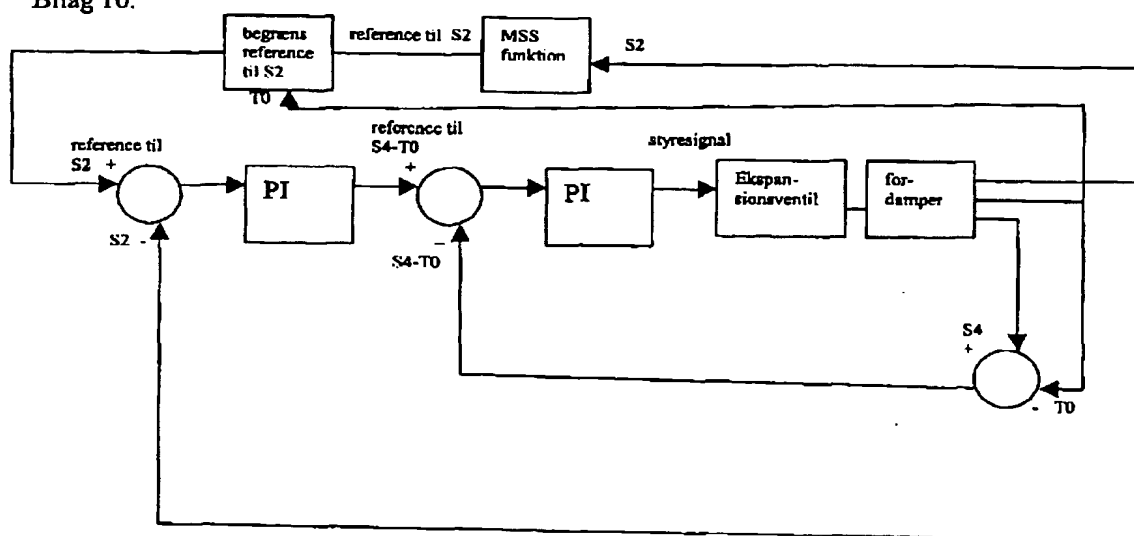 Bilag 10.
begræns
reference
til S2
T0
reference til S2
MSS
funktion
S2
reference til
S2 +
S2 -
PI
reference til
S4-T0
+
-
S4-T0
PI
styresignal
Ekspan-
sionsventil
for-
damper
S4
+
- T0